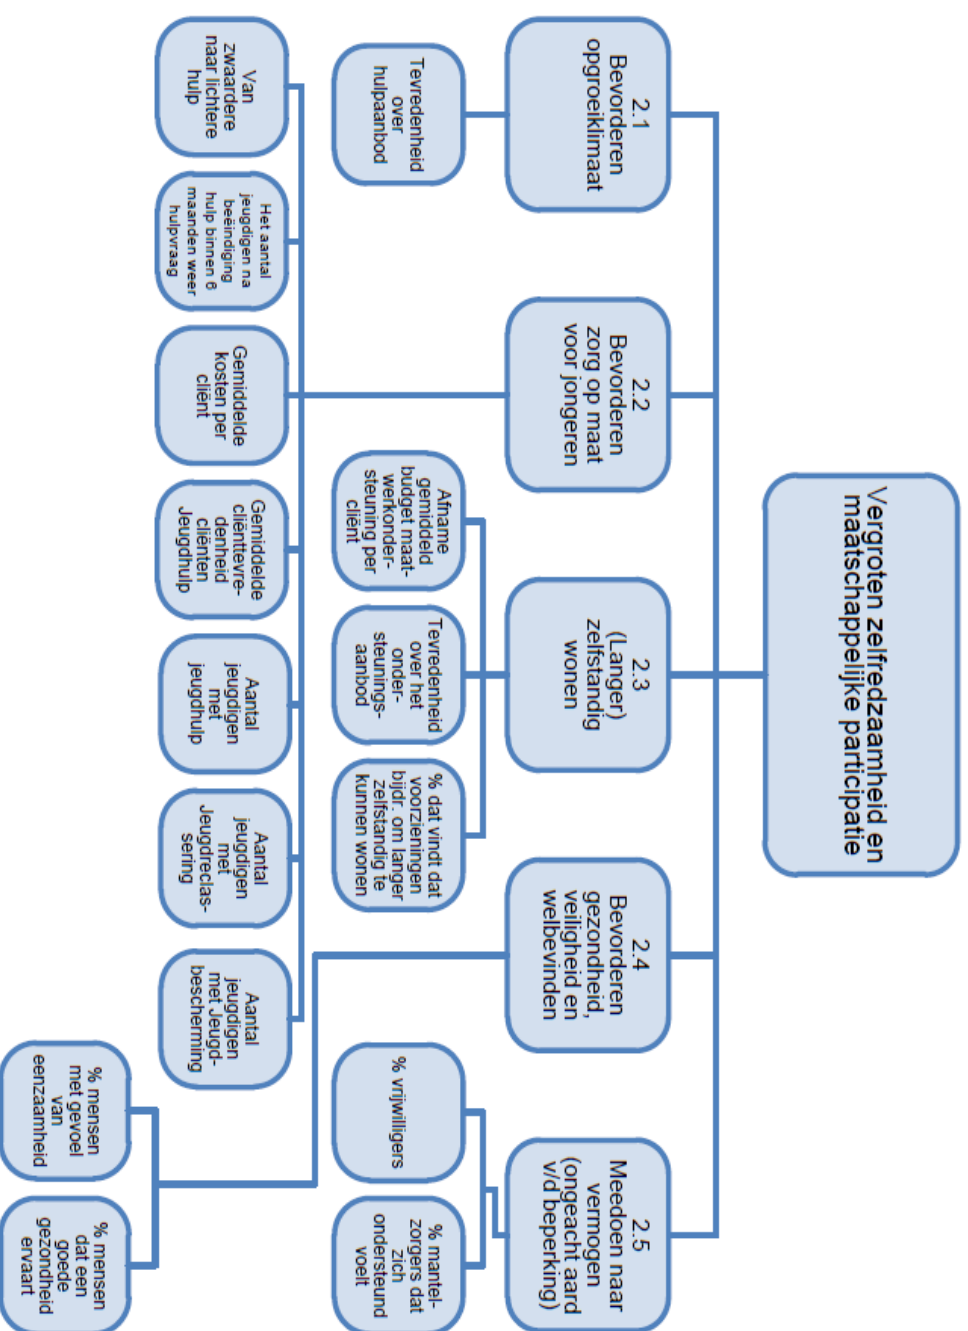 Vergroten zelfredzaamheid en
maatschappelijke participatie
2.1
Bevorderen
opgroeiklimaat
2.2
Bevorderen
zorg op maat
voor jongeren
2.3
(Langer)
zelfstandig
wonen
2.4
Bevorderen
gezondheid,
veiligheid en
welbevinden
2.5
Meedoen naar
vermogen
(ongeacht aard
v/d beperking)
Tevredenheid
over
hulpaanbod
Afname
gemiddeld
budget maat-
werkonder-
steuning per
cliënt
Tevredenheid
over het
onder-
steunings-
aanbod
% dat vindt dat
voorzieningen
bijdr. om langer
zelfstandig te
kunnen wonen
% vrijwilligers
% mantel-
zorgers dat
zich
ondersteund
voelt
Van
zwaardere
naar lichtere
hulp
Het aantal
jeugdigen na
beëindiging
hulp binnen 6
maanden weer
hulpvraag
Gemiddelde
kosten per
cliënt
Gemiddelde
cliënttevre-
denheid
cliënten
Jeugdhulp
Aantal
jeugdigen
met
jeugdhulp
Aantal
jeugdigen
met
Jeugdreclas-
sering
Aantal
jeugdigen
met Jeugd-
bescherming
% mensen
met gevoel
van
eenzaamheid
% mensen
dat een
goede
gezondheid
ervaart